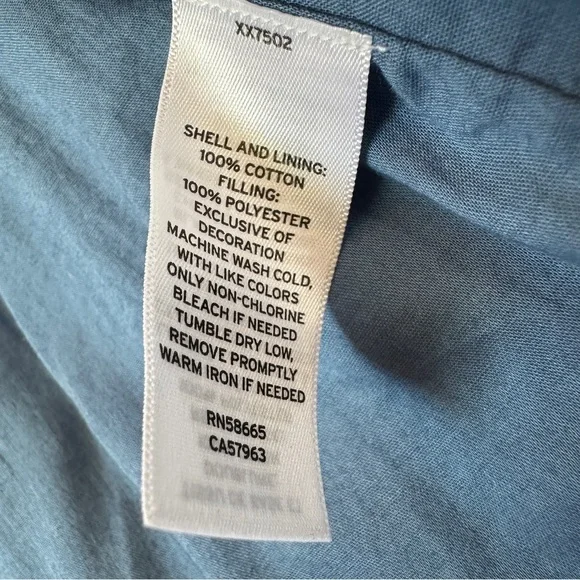 XX7502
SHELL AND LINING:
100% COTTON
FILLING:
100% POLYESTER
EXCLUSIVE OF
DECORATION
MACHINE WASH COLD,
WITH LIKE COLORS
ONLY NON-CHLORINE
BLEACH IF NEEDED
TUMBLE DRY LOW,
REMOVE PROMPTLY
WARM IRON IF NEEDED
RN58665
CA57963